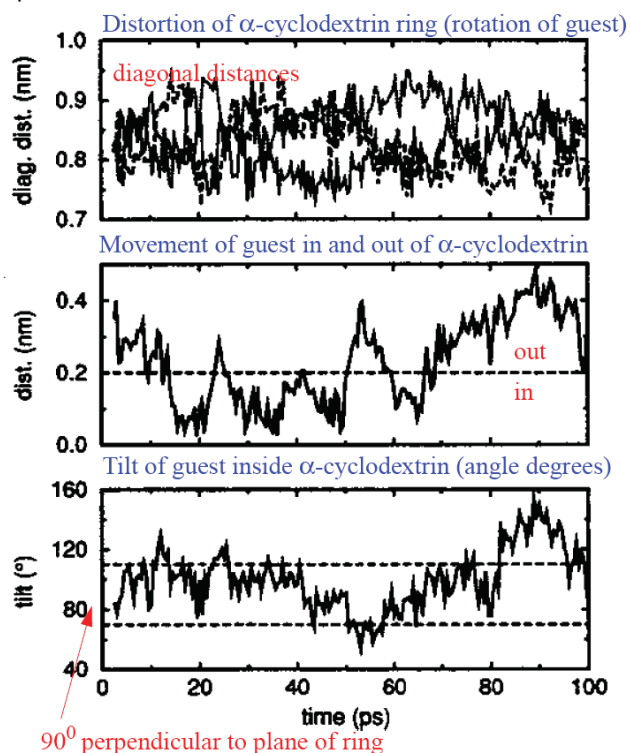 Distortion of α-cyclodextrin ring (rotation of guest)
diagonal distances
diag. dist. (nm)
1.0
0.9
0.8
0.7
Movement of guest in and out of α-cyclodextrin
dist. (nm)
0.4
0.2
0.0
out
in
Tilt of guest inside α-cyclodextrin (angle degrees)
tilt (°)
160
110
80
40
0 20 40 60 80 100
time (ps)
90⁰ perpendicular to plane of ring